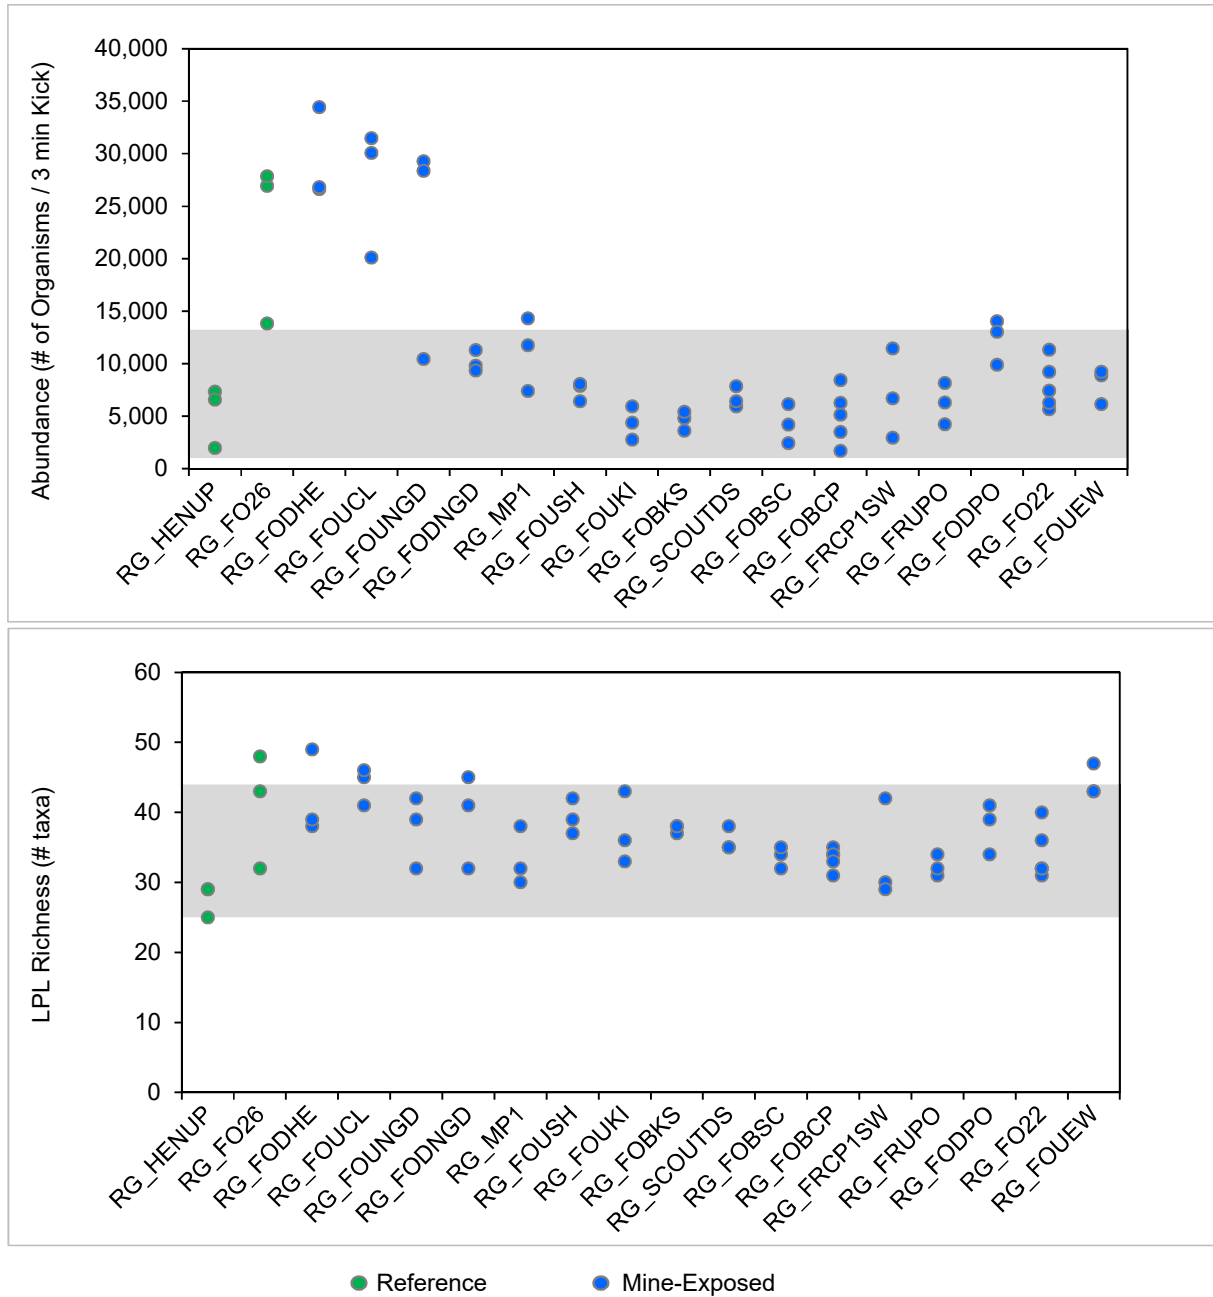 Abundance (# of Organisms / 3 min Kick)
40,000
35,000
30,000
25,000
20,000
15,000
10,000
5,000
0
RG_HENUP
RG_FO26
RG_FODHE
RG_FOUCL
RG_FOUNGD
RG_FODNGD
RG_MP1
RG_FOUSH
RG_FOUKI
RG_FOBKS
RG_SCOUTDS
RG_FOBSC
RG_FOBCP
RG_FRCP1SW
RG_FRUPO
RG_FODPO
RG_FO22
RG_FOUEW
LPL Richness (# taxa)
60
50
40
30
20
10
0
RG_HENUP
RG_FO26
RG_FODHE
RG_FOUCL
RG_FOUNGD
RG_FODNGD
RG_MP1
RG_FOUSH
RG_FOUKI
RG_FOBKS
RG_SCOUTDS
RG_FOBSC
RG_FOBCP
RG_FRCP1SW
RG_FRUPO
RG_FODPO
RG_FO22
RG_FOUEW
Reference
Mine-Exposed